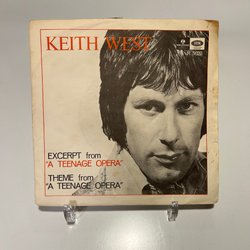 KEITH WEST
EXCERPT from
"A TEENAGE OPERA"
THEME from
"A TEENAGE OPERA"